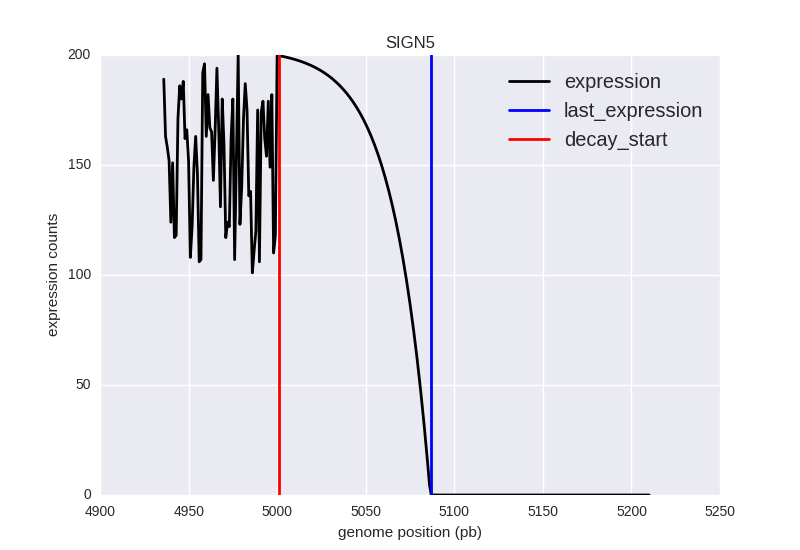 SIGN5
200
150
100
50
0
expression counts
expression
last_expression
decay_start
4900 4950 5000 5050 5100 5150 5200 5250
genome position (pb)